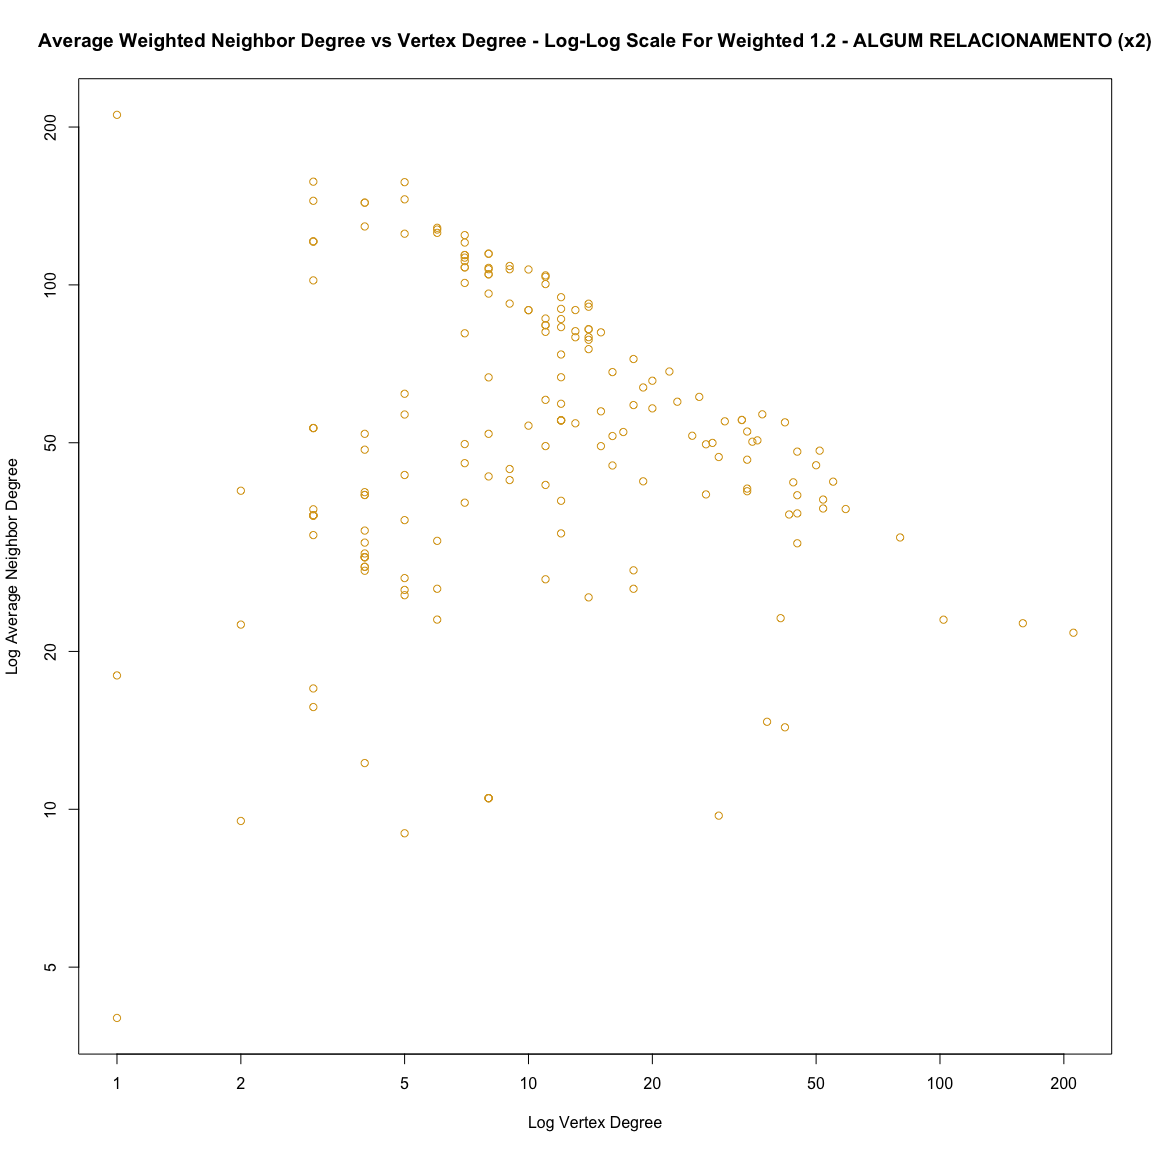 Average Weighted Neighbor Degree vs Vertex Degree - Log-Log Scale For Weighted 1.2 - ALGUM RELACIONAMENTO (x2)
Log Average Neighbor Degree
200
100
50
20
10
5
1 2 5 10 20 50 100 200
Log Vertex Degree